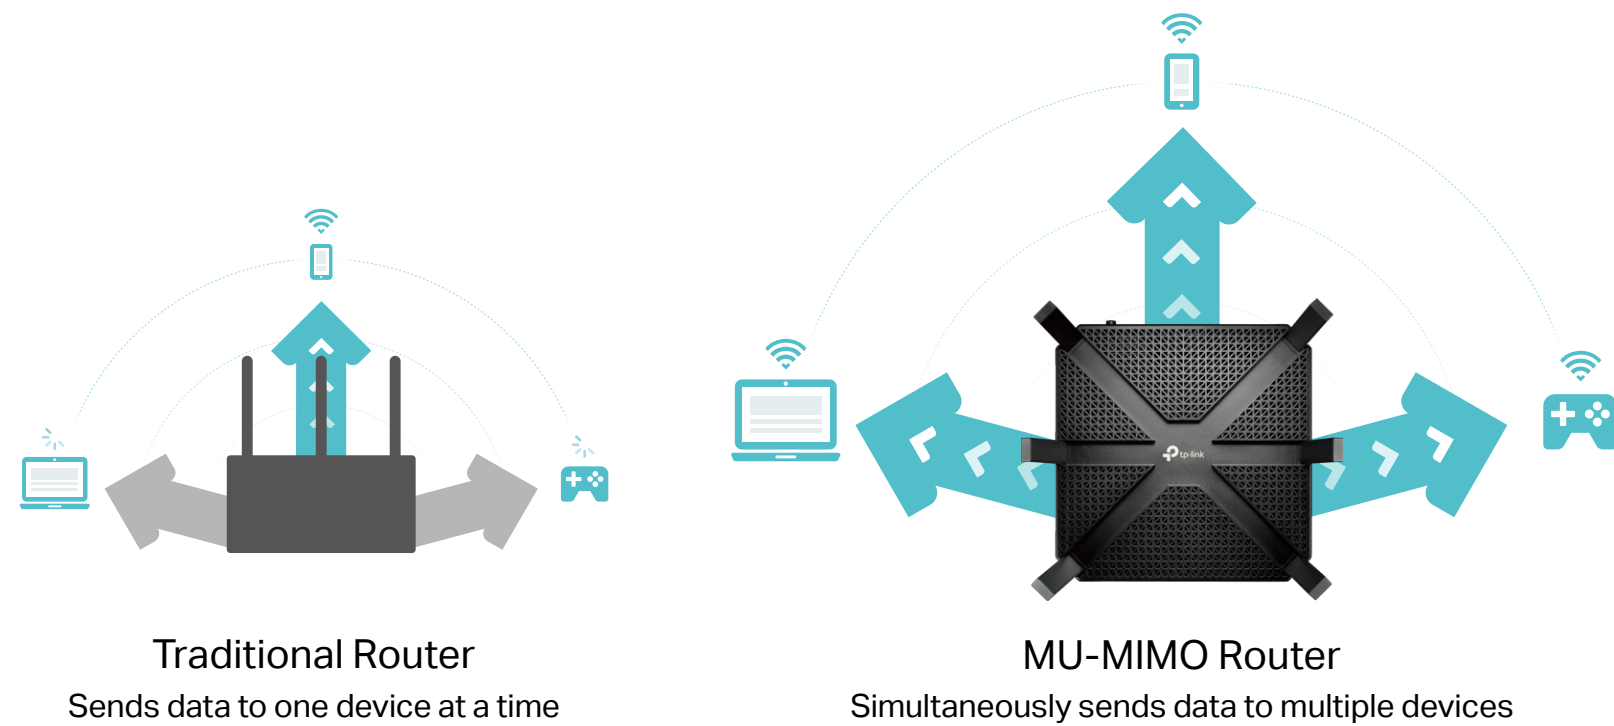 tp-link
Traditional Router
Sends data to one device at a time
MU-MIMO Router
Simultaneously sends data to multiple devices